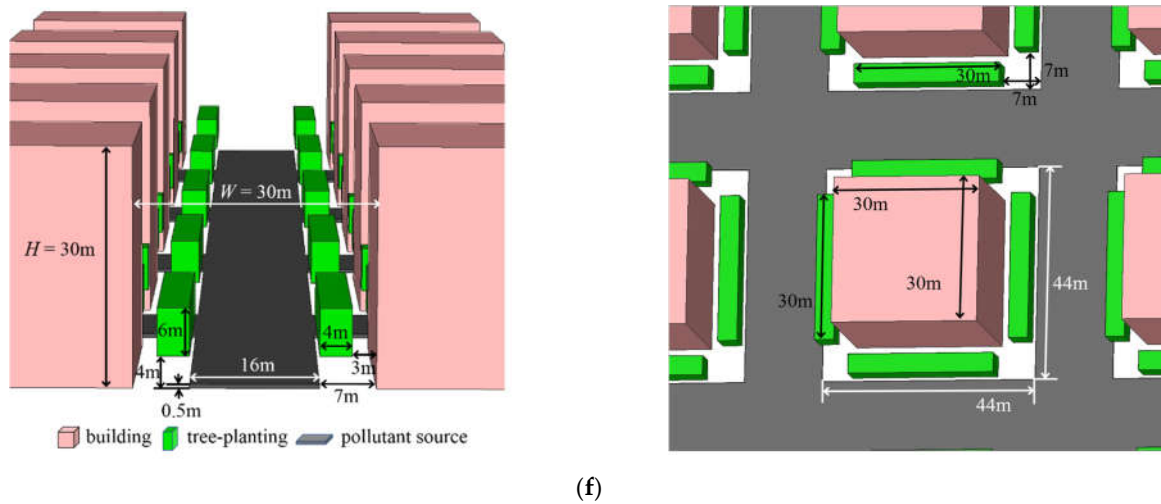 W = 30m
H = 30m
6m
4m
4m
16m
3m
7m
0.5m
building tree-planting pollutant source
30m
7m
7m
30m
30m
30m
44m
44m
(f)